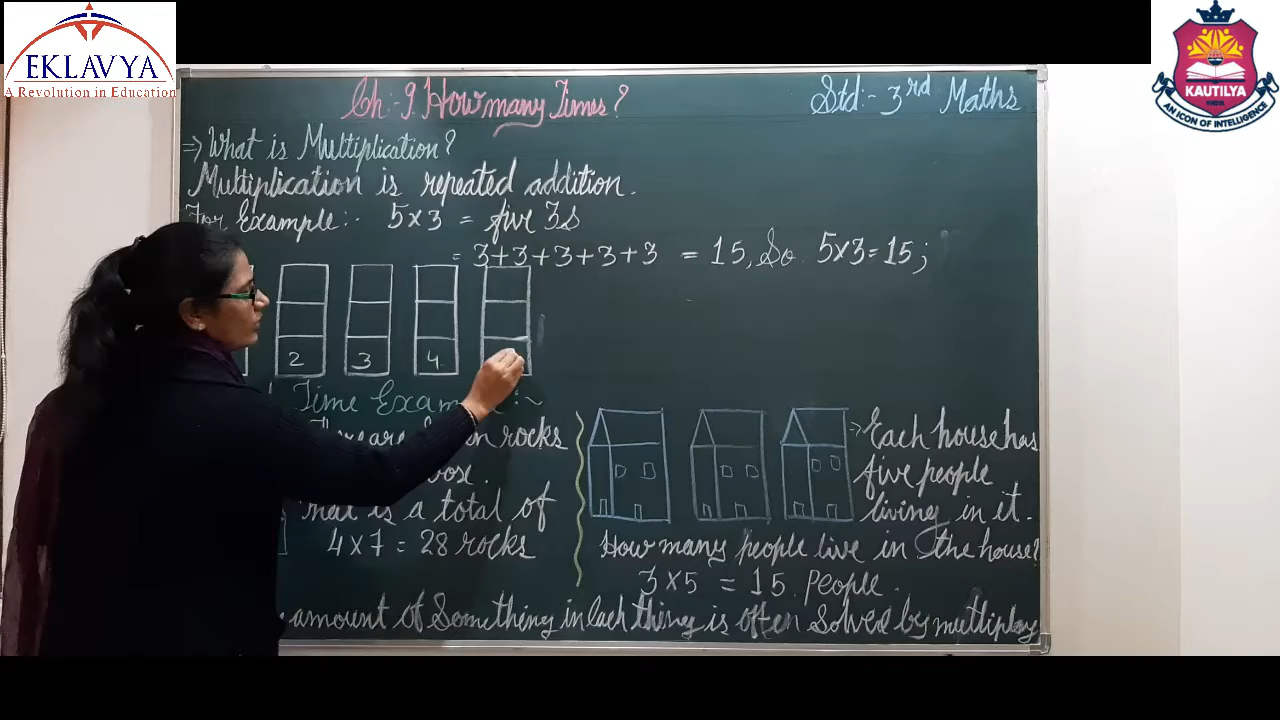 EKLAVYA
A Revolution in Education
KAUTILYA
AN ICON OF INTELLIGENCE
Ch:-9. How many Times?
Std:- 3rd Maths
⇒ What is Multiplication?
Multiplication is repeated addition.
For Example:- 5×3 = five 3s
= 3+3+3+3+3 = 15, So 5×3=15;
2 3 4
Time Exam
rocks
That is a total of
4×7 = 28 rocks
⇒ Each house has
five people
living in it.
How many people live in the house?
3×5 = 15 People.
amount of Something in each thing is often Solved by multiplying